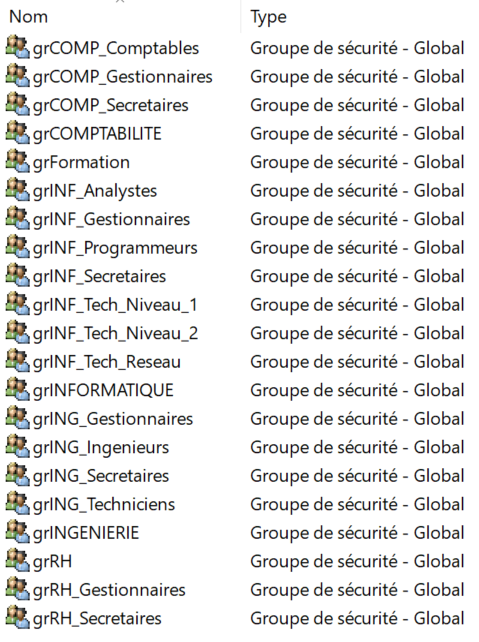 Nom Type
grCOMP_Comptables Groupe de sécurité - Global
grCOMP_Gestionnaires Groupe de sécurité - Global
grCOMP_Secretaires Groupe de sécurité - Global
grCOMPTABILITE Groupe de sécurité - Global
grFormation Groupe de sécurité - Global
grINF_Analystes Groupe de sécurité - Global
grINF_Gestionnaires Groupe de sécurité - Global
grINF_Programmeurs Groupe de sécurité - Global
grINF_Secretaires Groupe de sécurité - Global
grINF_Tech_Niveau_1 Groupe de sécurité - Global
grINF_Tech_Niveau_2 Groupe de sécurité - Global
grINF_Tech_Reseau Groupe de sécurité - Global
grINFORMATIQUE Groupe de sécurité - Global
grING_Gestionnaires Groupe de sécurité - Global
grING_Ingenieurs Groupe de sécurité - Global
grING_Secretaires Groupe de sécurité - Global
grING_Techniciens Groupe de sécurité - Global
grINGENIERIE Groupe de sécurité - Global
grRH Groupe de sécurité - Global
grRH_Gestionnaires Groupe de sécurité - Global
grRH_Secretaires Groupe de sécurité - Global